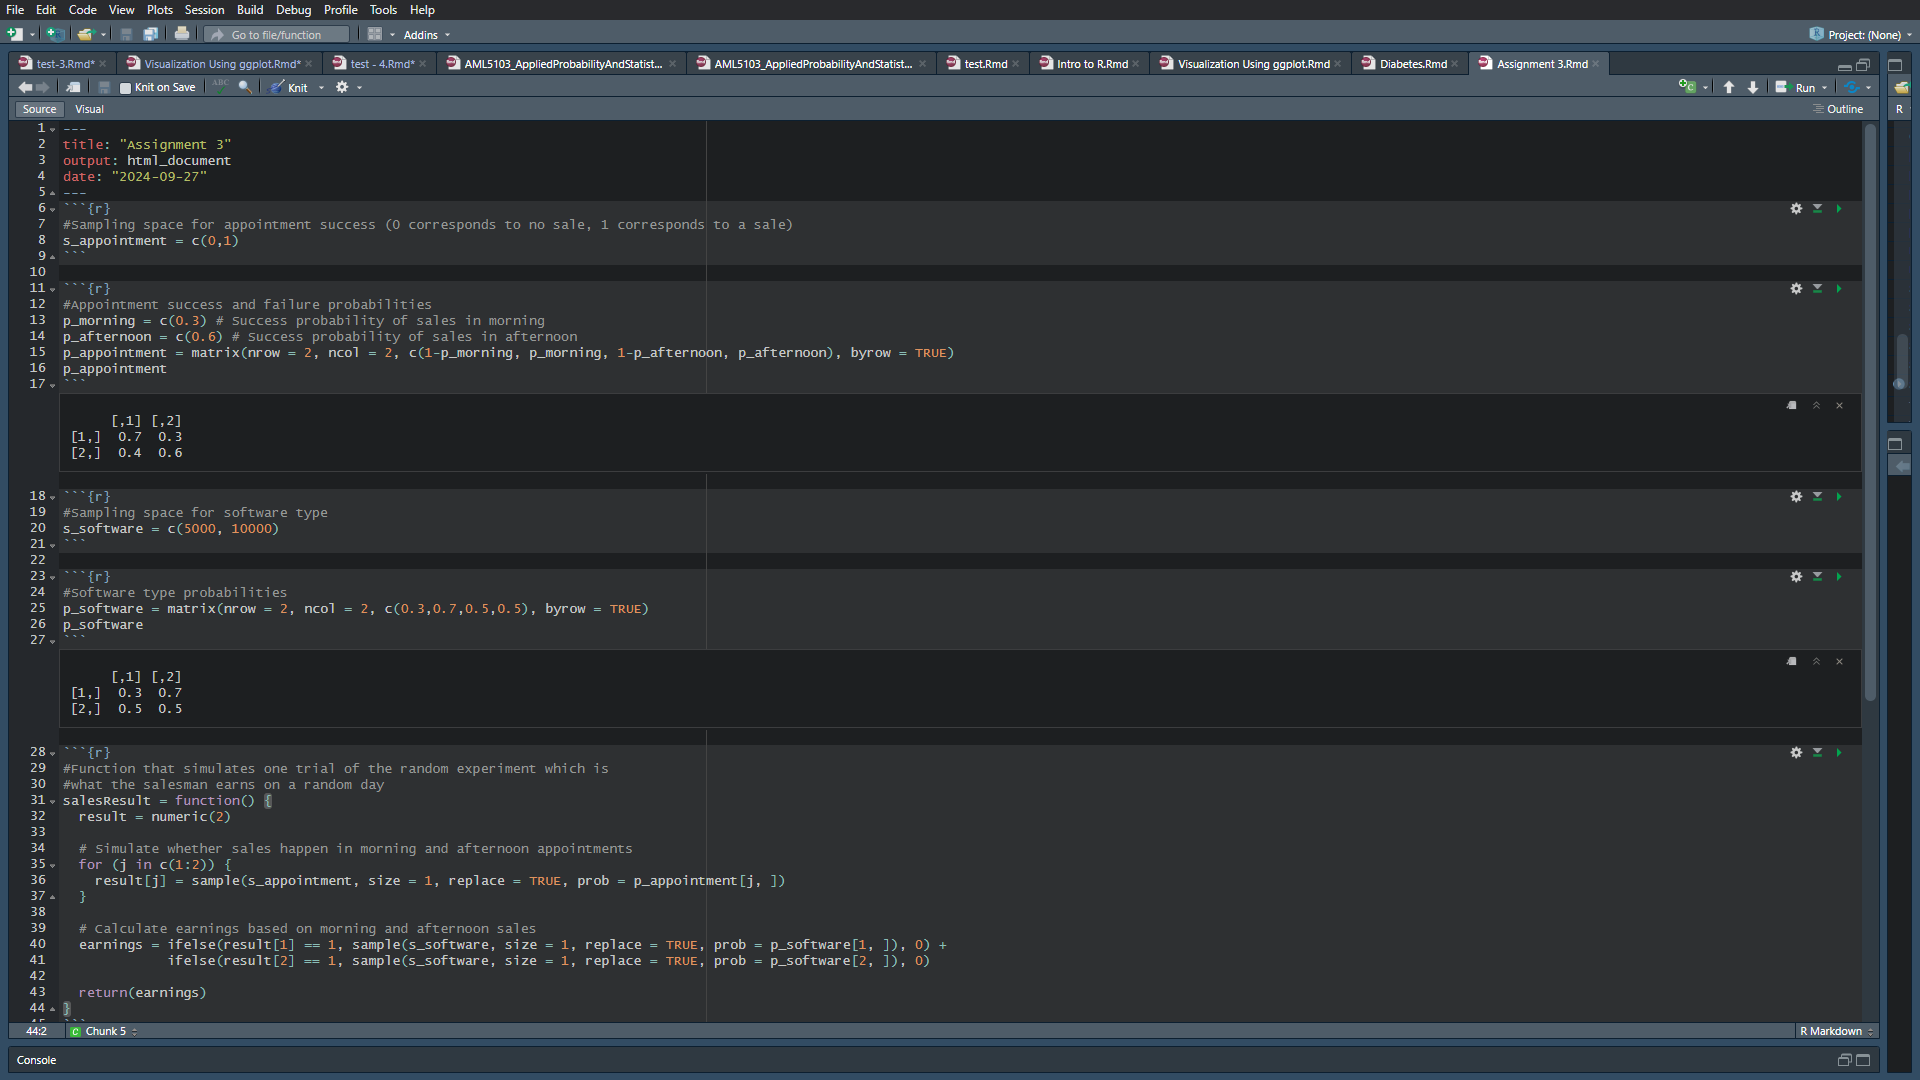 File Edit Code View Plots Session Build Debug Profile Tools Help
Go to file/function Addins Project: (None)
test-3.Rmd* Visualization Using ggplot.Rmd* test - 4.Rmd* AML5103_AppliedProbabilityAndStatist... AML5103_AppliedProbabilityAndStatist... test.Rmd Intro to R.Rmd Visualization Using ggplot.Rmd Diabetes.Rmd Assignment 3.Rmd
Knit on Save ABC Knit Run
Source Visual Outline R
1 ---
2 title: "Assignment 3"
3 output: html_document
4 date: "2024-09-27"
5 ---
6 ```{r}
7 #Sampling space for appointment success (0 corresponds to no sale, 1 corresponds to a sale)
8 s_appointment = c(0,1)
9 ```
10
11 ```{r}
12 #Appointment success and failure probabilities
13 p_morning = c(0.3) # Success probability of sales in morning
14 p_afternoon = c(0.6) # Success probability of sales in afternoon
15 p_appointment = matrix(nrow = 2, ncol = 2, c(1-p_morning, p_morning, 1-p_afternoon, p_afternoon), byrow = TRUE)
16 p_appointment
17 ```
[,1] [,2]
[1,] 0.7 0.3
[2,] 0.4 0.6
18 ```{r}
19 #Sampling space for software type
20 s_software = c(5000, 10000)
21 ```
22
23 ```{r}
24 #Software type probabilities
25 p_software = matrix(nrow = 2, ncol = 2, c(0.3,0.7,0.5,0.5), byrow = TRUE)
26 p_software
27 ```
[,1] [,2]
[1,] 0.3 0.7
[2,] 0.5 0.5
28 ```{r}
29 #Function that simulates one trial of the random experiment which is
30 #what the salesman earns on a random day
31 salesResult = function() {
32 result = numeric(2)
33
34 # Simulate whether sales happen in morning and afternoon appointments
35 for (j in c(1:2)) {
36 result[j] = sample(s_appointment, size = 1, replace = TRUE, prob = p_appointment[j, ])
37 }
38
39 # Calculate earnings based on morning and afternoon sales
40 earnings = ifelse(result[1] == 1, sample(s_software, size = 1, replace = TRUE, prob = p_software[1, ]), 0) +
41 ifelse(result[2] == 1, sample(s_software, size = 1, replace = TRUE, prob = p_software[2, ]), 0)
42
43 return(earnings)
44 }
45 ```
44:2 Chunk 5 R Markdown
Console